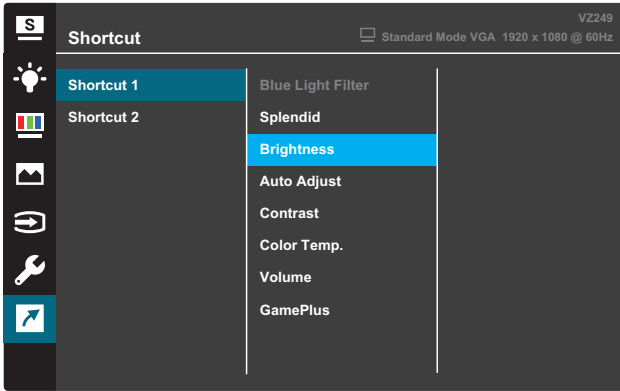 S
VZ249
Shortcut
Standard Mode VGA 1920 x 1080 @ 60Hz
Shortcut 1
Shortcut 2
Blue Light Filter
Splendid
Brightness
Auto Adjust
Contrast
Color Temp.
Volume
GamePlus